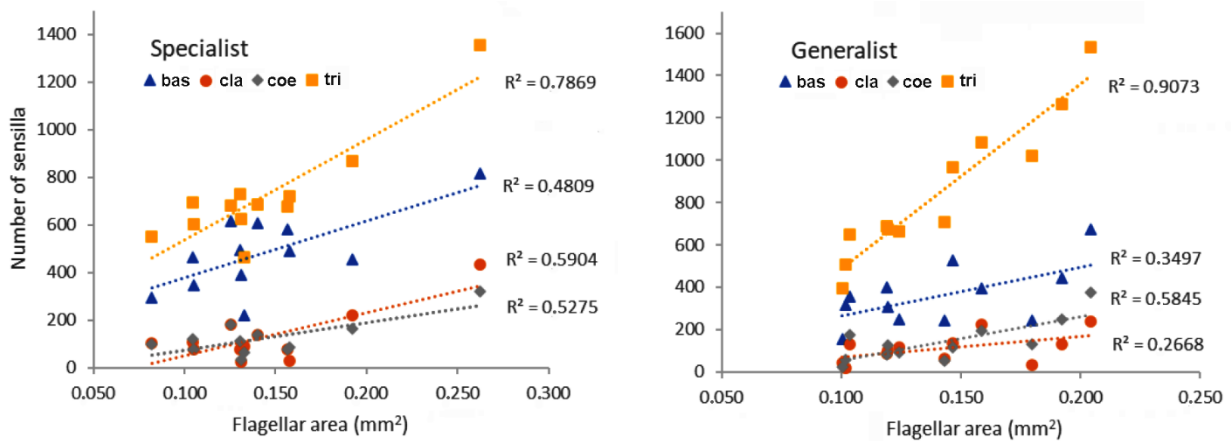 Specialist
bas cla coe tri
Number of sensilla
1400
1200
1000
800
600
400
200
0
0.050 0.100 0.150 0.200 0.250 0.300
Flagellar area (mm²)
R² = 0.7869
R² = 0.4809
R² = 0.5904
R² = 0.5275
Generalist
bas cla coe tri
1600
1400
1200
1000
800
600
400
200
0
0.050 0.100 0.150 0.200 0.250
Flagellar area (mm²)
R² = 0.9073
R² = 0.3497
R² = 0.5845
R² = 0.2668